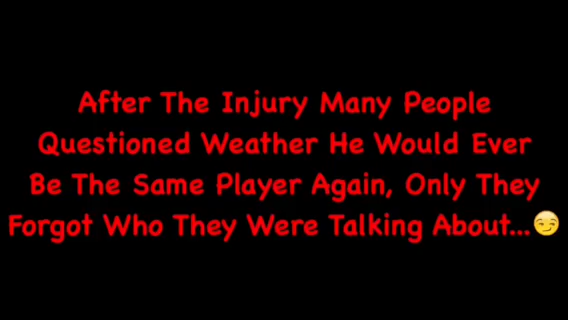 After The Injury Many People
Questioned Weather He Would Ever
Be The Same Player Again, Only They
Forgot Who They Were Talking About...😏